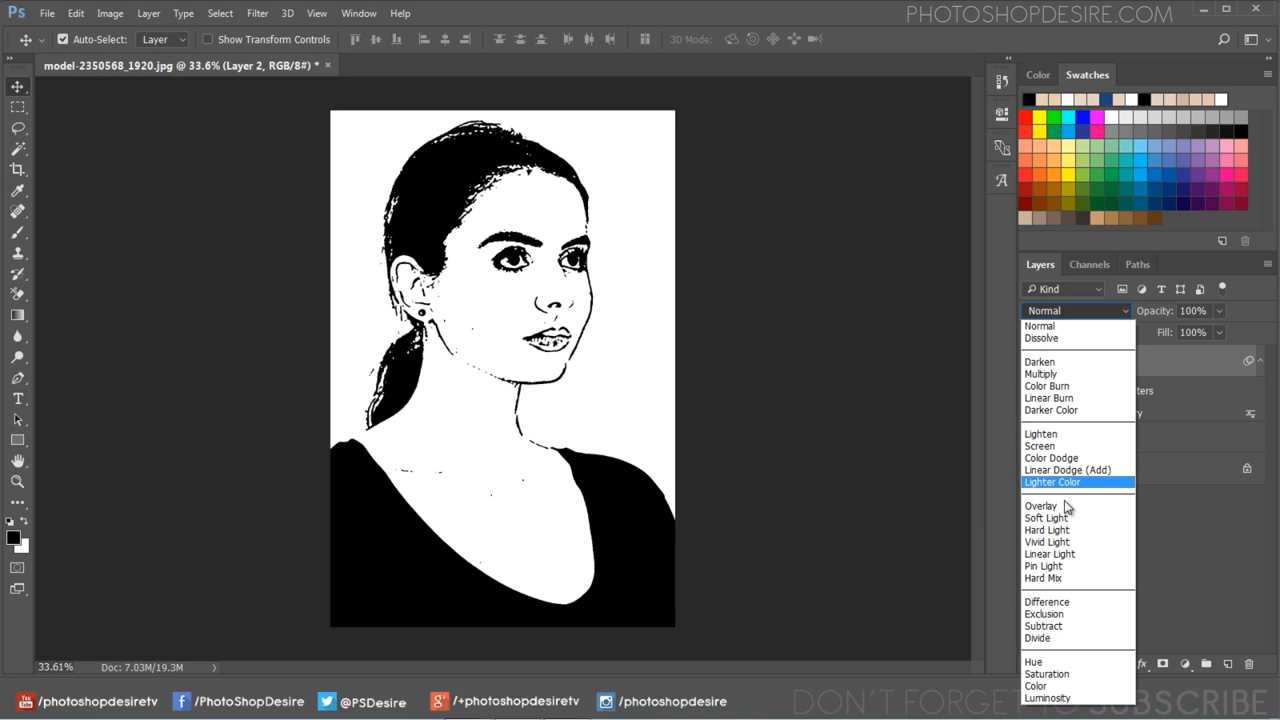 Ps File Edit Image Layer Type Select Filter 3D View Window Help
PHOTOSHOPDESIRE.COM
Auto-Select: Layer Show Transform Controls 3D Mode:
model-2350568_1920.jpg @ 33.6% (Layer 2, RGB/8#) * ×
Color Swatches
Layers Channels Paths
Kind
Normal Opacity: 100%
Fill: 100%
Normal
Dissolve
Darken
Multiply
Color Burn
Linear Burn
Darker Color
Lighten
Screen
Color Dodge
Linear Dodge (Add)
Lighter Color
Overlay
Soft Light
Hard Light
Vivid Light
Linear Light
Pin Light
Hard Mix
Difference
Exclusion
Subtract
Divide
Hue
Saturation
Color
Luminosity
33.61% Doc: 7.03M/19.3M
/photoshopdesiretv /PhotoShopDesire @PSDesire /+photoshopdesiretv /photoshopdesire
DON'T FORGET TO SUBSCRIBE